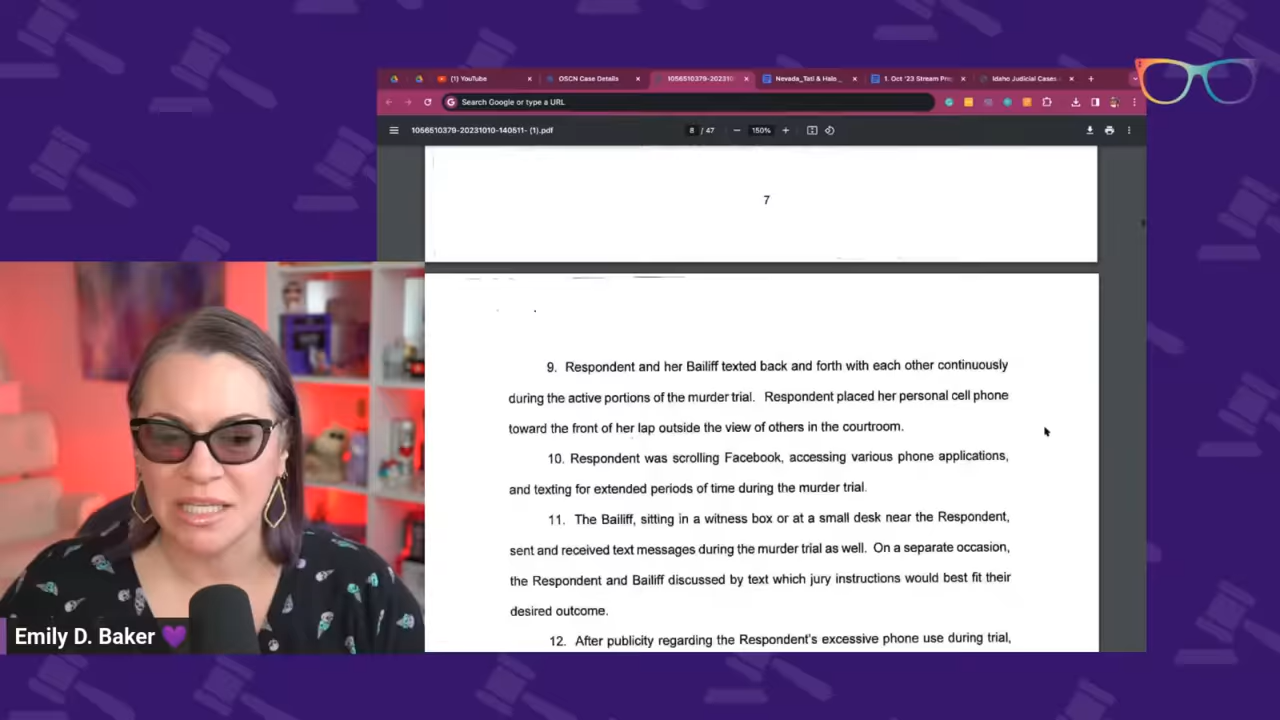 (1) YouTube
OSCN Case Details
1056510379-202310
Nevada_Tati & Halo _
1. Oct '23 Stream Pre
Idaho Judicial Cases
Search Google or type a URL
1056510379-20231010-140511- (1).pdf
8 / 47
150%
7
9. Respondent and her Bailiff texted back and forth with each other continuously
during the active portions of the murder trial. Respondent placed her personal cell phone
toward the front of her lap outside the view of others in the courtroom.
10. Respondent was scrolling Facebook, accessing various phone applications,
and texting for extended periods of time during the murder trial.
11. The Bailiff, sitting in a witness box or at a small desk near the Respondent,
sent and received text messages during the murder trial as well. On a separate occasion,
the Respondent and Bailiff discussed by text which jury instructions would best fit their
desired outcome.
12. After publicity regarding the Respondent's excessive phone use during trial,
Emily D. Baker 💜